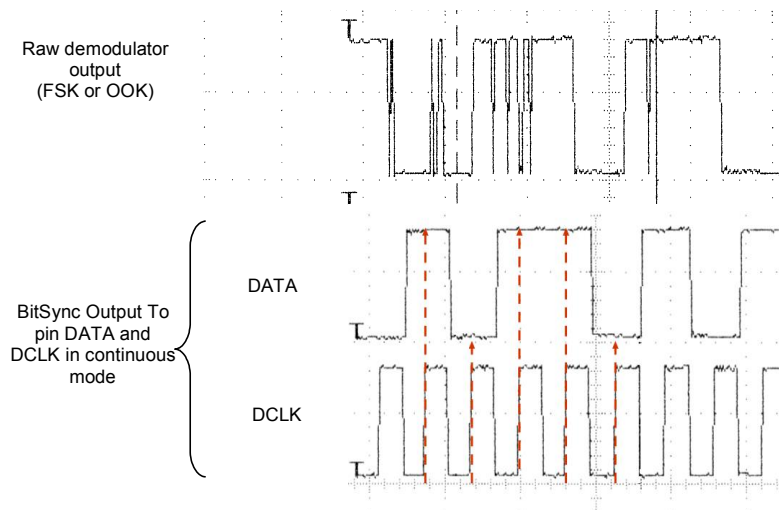 Raw demodulator
output
(FSK or OOK)
DATA
BitSync Output To
pin DATA and
DCLK in continuous
mode
DCLK